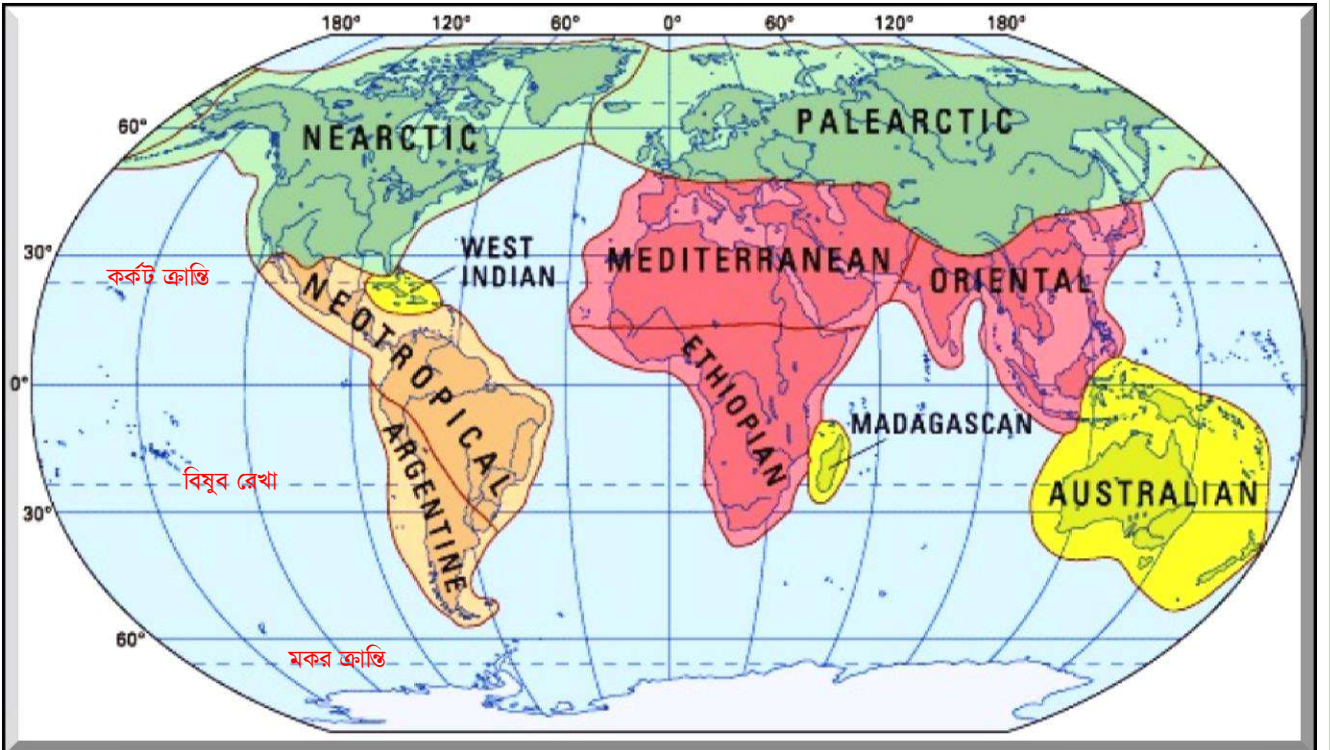 180° 120° 60° 0° 60° 120° 180°
60°
NEARCTIC
PALEARCTIC
30°
কর্কট ক্রান্তি
WEST
INDIAN
MEDITERRANEAN
ORIENTAL
NEOTROPICAL
ETHIOPIAN
0°
ARGENTINE
MADAGASCAN
বিষুব রেখা
AUSTRALIAN
30°
60°
মকর ক্রান্তি